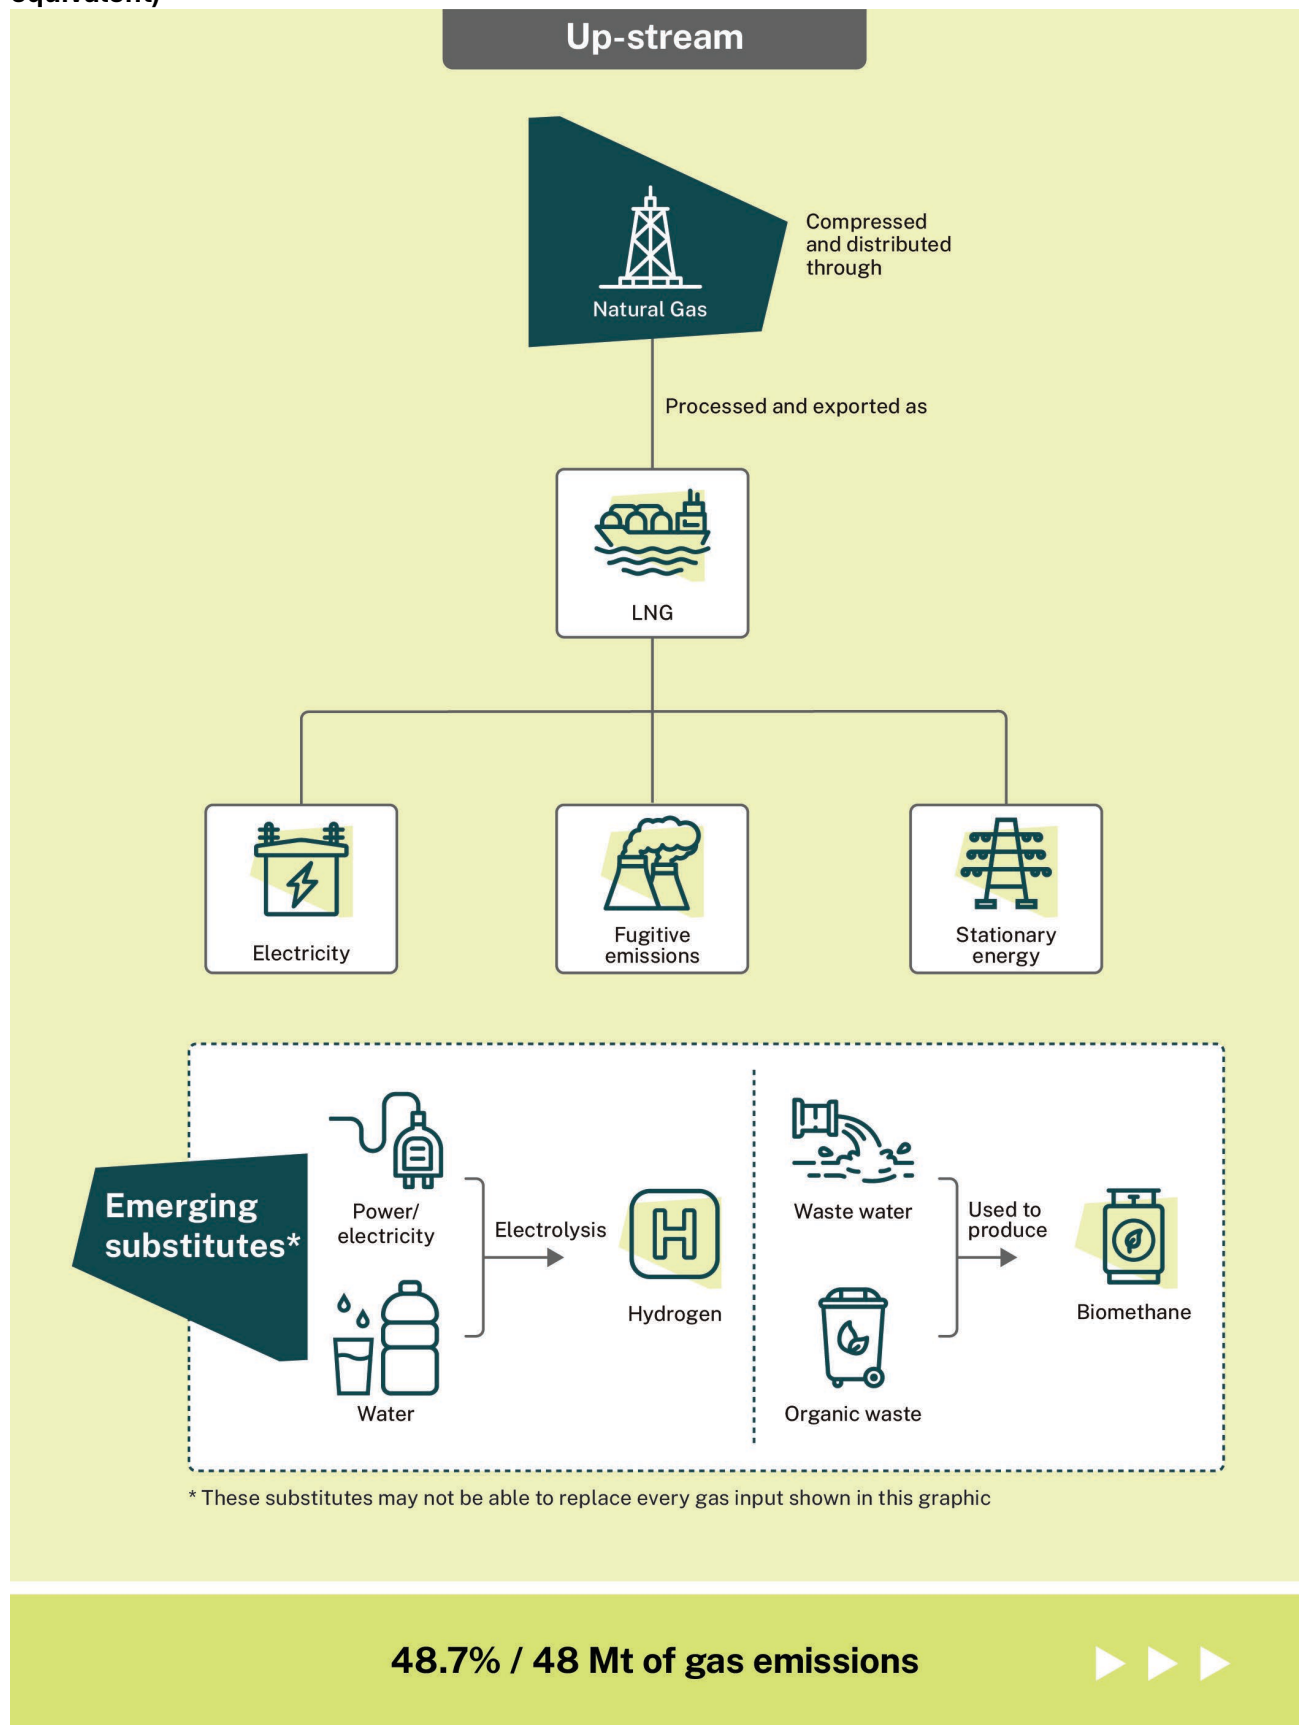 equivalent)
Up-stream
Natural Gas
Compressed
and distributed
through
Processed and exported as
LNG
Electricity
Fugitive
emissions
Stationary
energy
Emerging
substitutes*
Power/
electricity
Water
Electrolysis
Hydrogen
Waste water
Organic waste
Used to
produce
Biomethane
* These substitutes may not be able to replace every gas input shown in this graphic
48.7% / 48 Mt of gas emissions